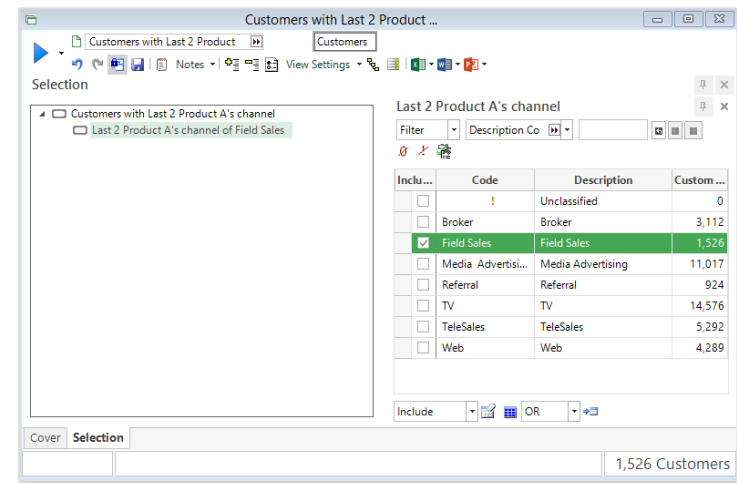 Customers with Last 2 Product ...
Customers with Last 2 Product
Customers
Notes
View Settings
Selection
Customers with Last 2 Product A's channel
Last 2 Product A's channel of Field Sales
Last 2 Product A's channel
Filter Description Co
Inclu... Code Description Custom ...
! Unclassified 0
Broker Broker 3,112
Field Sales Field Sales 1,526
Media Advertisi... Media Advertising 11,017
Referral Referral 924
TV TV 14,576
TeleSales TeleSales 5,292
Web Web 4,289
Include OR
Cover Selection
1,526 Customers